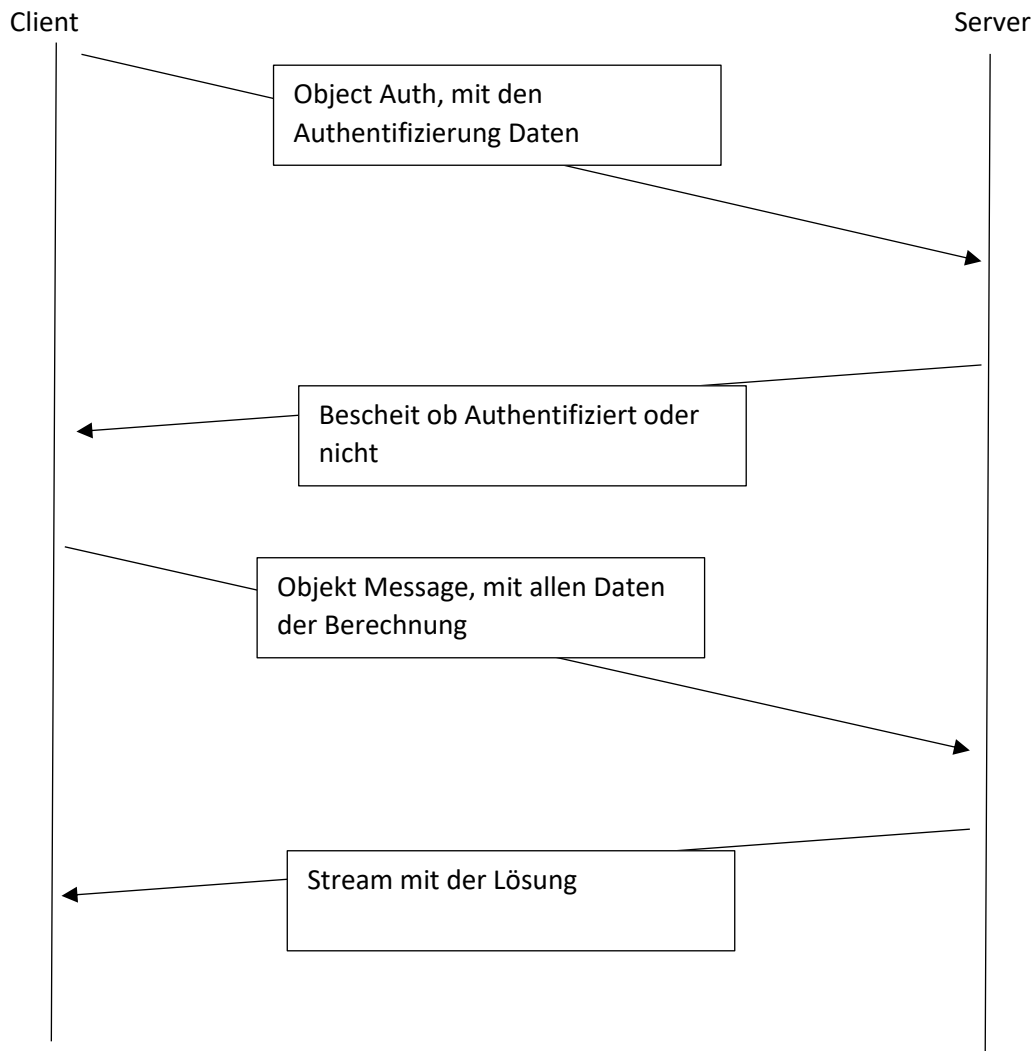 Client
Server
Object Auth, mit den
Authentifizierung Daten
Bescheit ob Authentifiziert oder
nicht
Objekt Message, mit allen Daten
der Berechnung
Stream mit der Lösung